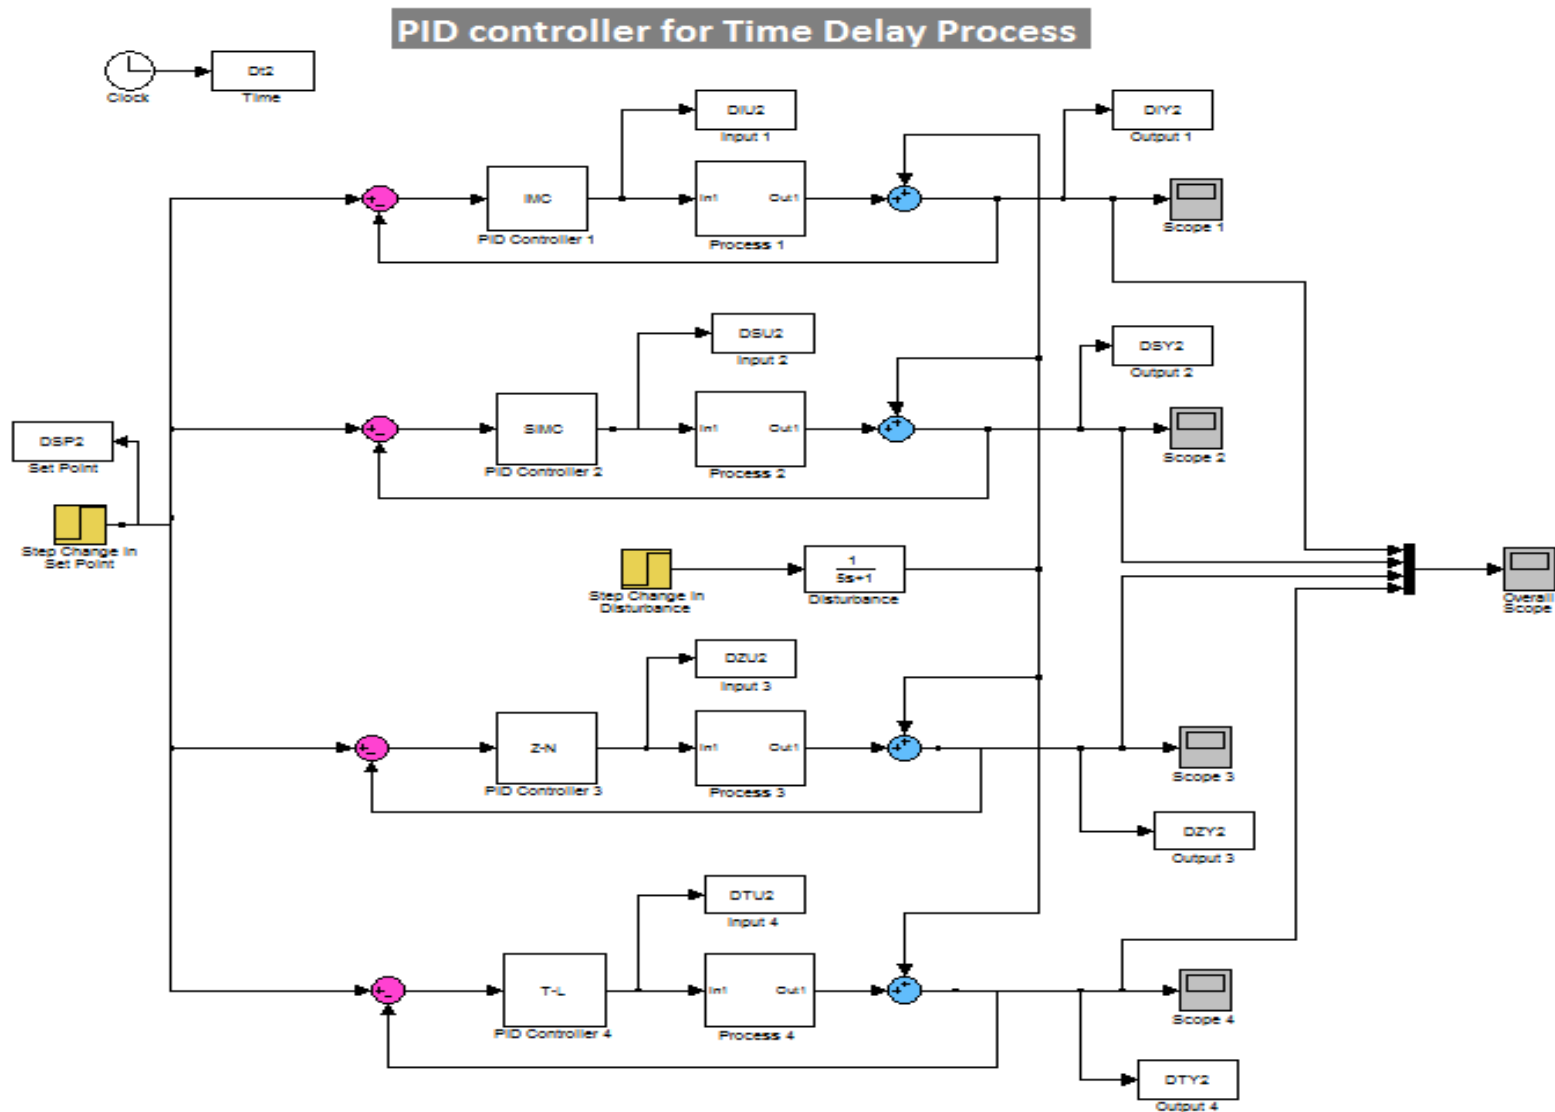 PID controller for Time Delay Process
Clock
Dt2
Time
DIU2
Input 1
DIY2
Output 1
+
-
IMC
PID Controller 1
In1
Out1
Process 1
+
+
Scope 1
DSU2
Input 2
DSY2
Output 2
+
-
SIMC
PID Controller 2
In1
Out1
Process 2
+
+
Scope 2
DSP2
Set Point
Step Change in
Set Point
Step Change in
Disturbance
1
5s+1
Disturbance
Overall
Scope
DZU2
Input 3
+
-
Z-N
PID Controller 3
In1
Out1
Process 3
+
+
Scope 3
DZY2
Output 3
DTU2
Input 4
+
-
T-L
PID Controller 4
In1
Out1
Process 4
+
+
Scope 4
DTY2
Output 4